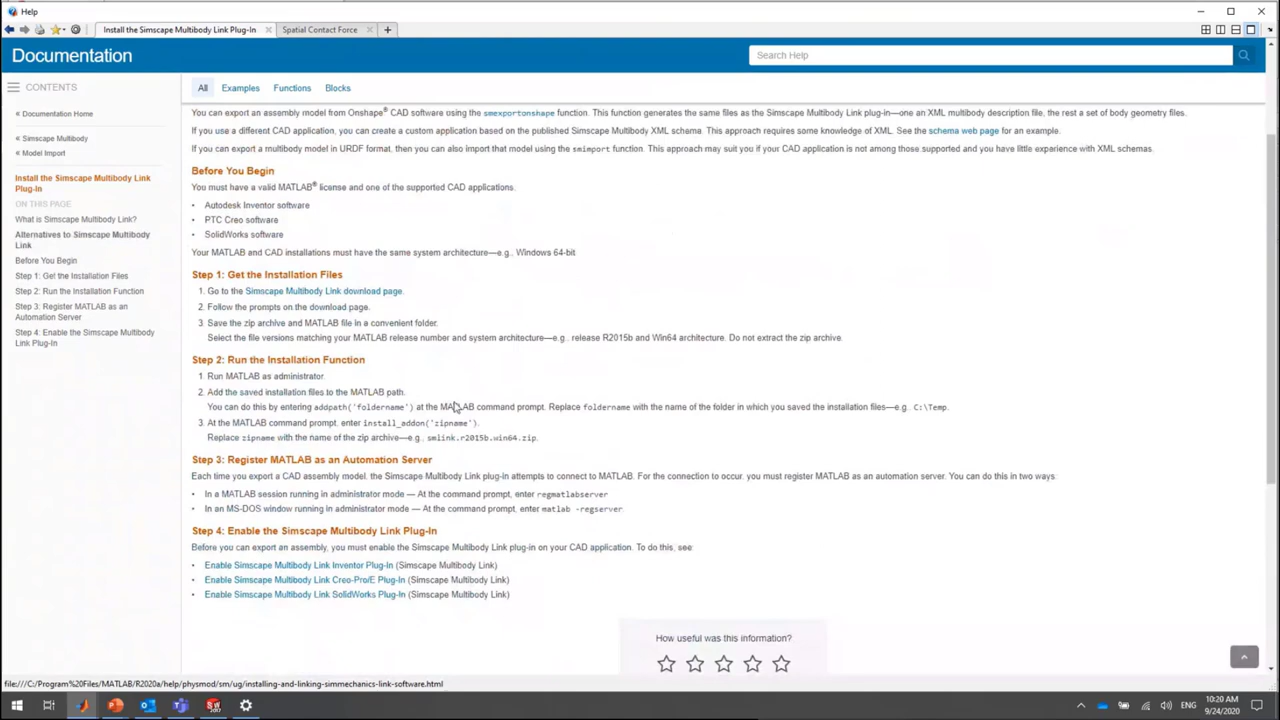 Help
Install the Simscape Multibody Link Plug-In
Spatial Contact Force
Documentation
Search Help
CONTENTS
« Documentation Home
« Simscape Multibody
« Model Import
Install the Simscape Multibody Link
Plug-In
ON THIS PAGE
What is Simscape Multibody Link?
Alternatives to Simscape Multibody
Link
Before You Begin
Step 1: Get the Installation Files
Step 2: Run the Installation Function
Step 3: Register MATLAB as an
Automation Server
Step 4: Enable the Simscape Multibody
Link Plug-In
All Examples Functions Blocks
You can export an assembly model from Onshape® CAD software using the smexportonshape function. This function generates the same files as the Simscape Multibody Link plug-in—one an XML multibody description file, the rest a set of body geometry files.
If you use a different CAD application, you can create a custom application based on the published Simscape Multibody XML schema. This approach requires some knowledge of XML. See the schema web page for an example.
If you can export a multibody model in URDF format, then you can also import that model using the smimport function. This approach may suit you if your CAD application is not among those supported and you have little experience with XML schemas.
Before You Begin
You must have a valid MATLAB® license and one of the supported CAD applications.
• Autodesk Inventor software
• PTC Creo software
• SolidWorks software
Your MATLAB and CAD installations must have the same system architecture—e.g., Windows 64-bit
Step 1: Get the Installation Files
1. Go to the Simscape Multibody Link download page.
2. Follow the prompts on the download page.
3. Save the zip archive and MATLAB file in a convenient folder.
Select the file versions matching your MATLAB release number and system architecture—e.g., release R2015b and Win64 architecture. Do not extract the zip archive.
Step 2: Run the Installation Function
1. Run MATLAB as administrator.
2. Add the saved installation files to the MATLAB path.
You can do this by entering addpath('foldername') at the MATLAB command prompt. Replace foldername with the name of the folder in which you saved the installation files—e.g. C:\Temp.
3. At the MATLAB command prompt, enter install_addon('zipname').
Replace zipname with the name of the zip archive—e.g., smlink.r2015b.win64.zip.
Step 3: Register MATLAB as an Automation Server
Each time you export a CAD assembly model, the Simscape Multibody Link plug-in attempts to connect to MATLAB. For the connection to occur, you must register MATLAB as an automation server. You can do this in two ways:
• In a MATLAB session running in administrator mode — At the command prompt, enter regmatlabserver
• In an MS-DOS window running in administrator mode — At the command prompt, enter matlab -regserver.
Step 4: Enable the Simscape Multibody Link Plug-In
Before you can export an assembly, you must enable the Simscape Multibody Link plug-in on your CAD application. To do this, see:
• Enable Simscape Multibody Link Inventor Plug-In (Simscape Multibody Link)
• Enable Simscape Multibody Link Creo-Pro/E Plug-In (Simscape Multibody Link)
• Enable Simscape Multibody Link SolidWorks Plug-In (Simscape Multibody Link)
How useful was this information?
file:///C:/Program%20Files/MATLAB/R2020a/help/physmod/sm/ug/installing-and-linking-simmechanics-link-software.html
SW
2017
ENG
10:20 AM
9/24/2020